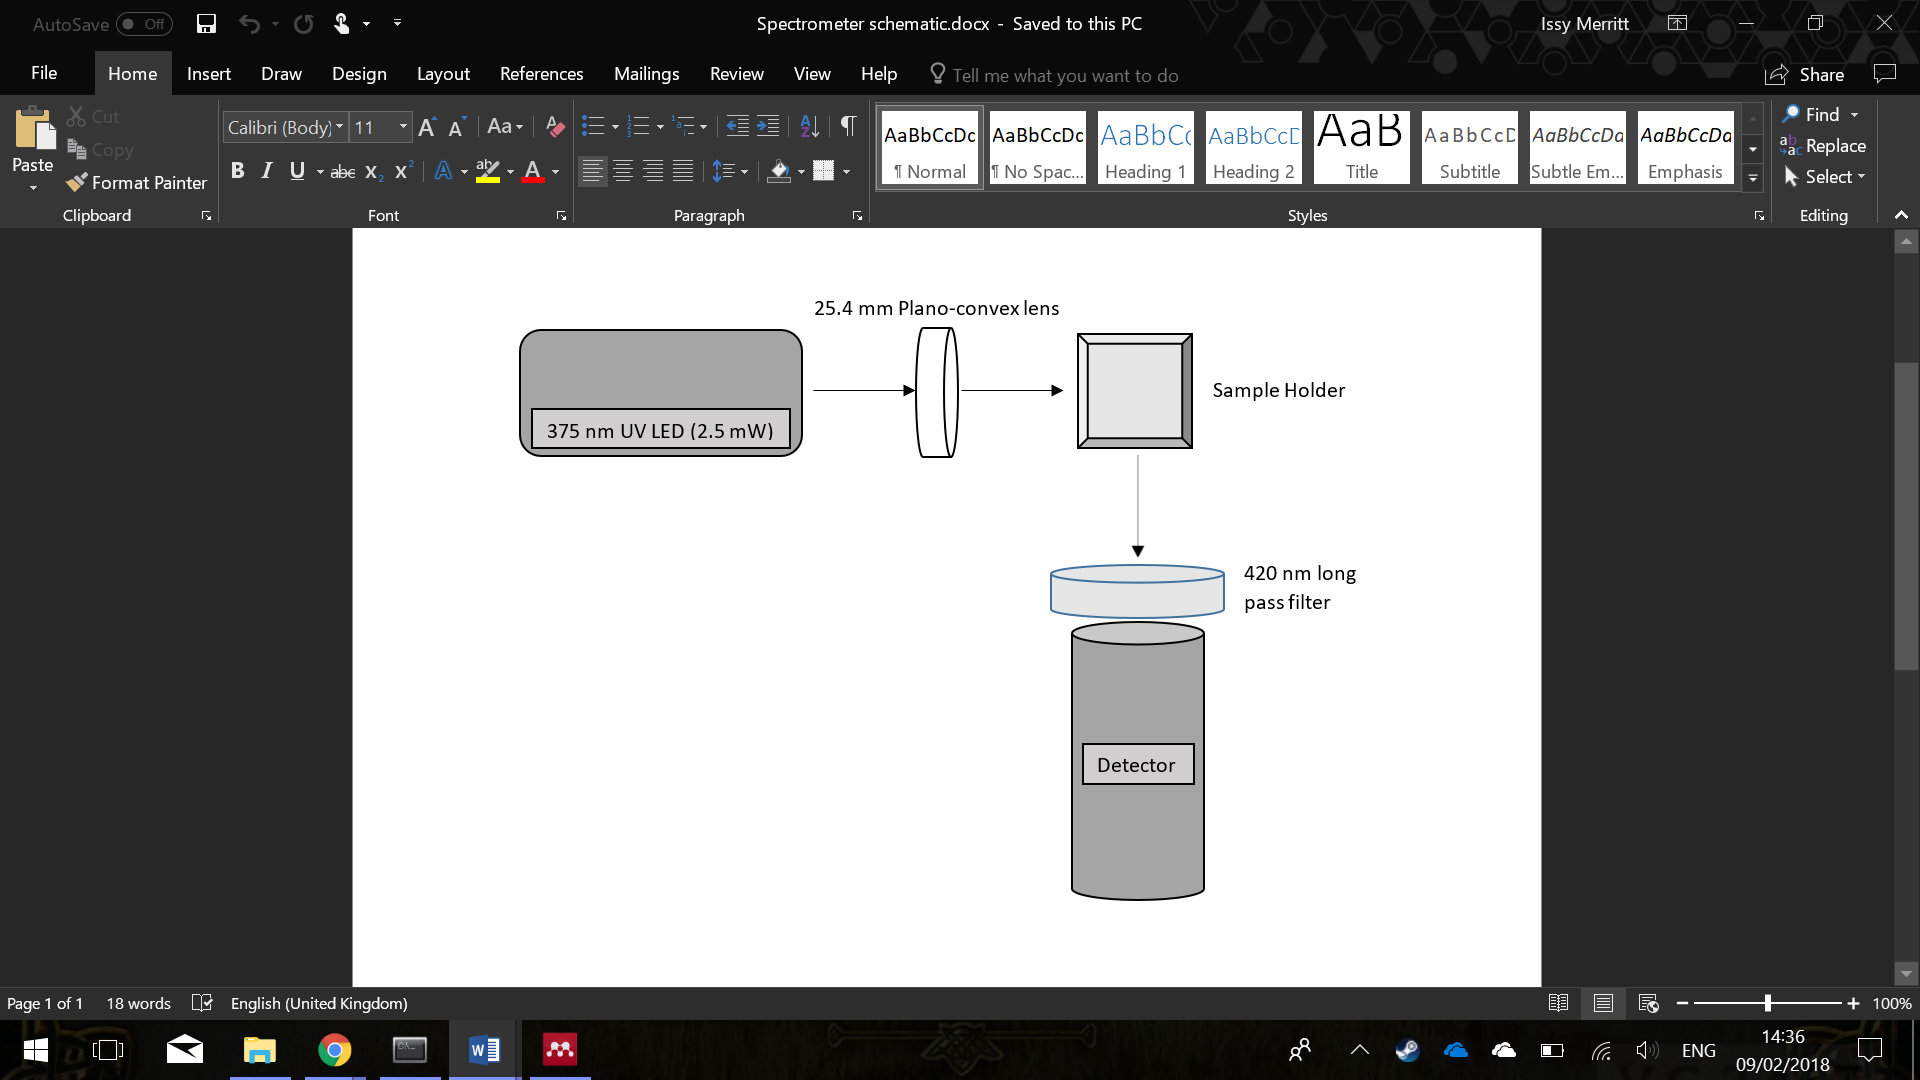 AutoSave Off
Spectrometer schematic.docx - Saved to this PC
Issy Merritt
File Home Insert Draw Design Layout References Mailings Review View Help Tell me what you want to do
Share
Paste
Cut
Copy
Format Painter
Clipboard
Calibri (Body) 11
Font
Paragraph
AaBbCcDc AaBbCcDc AaBbCc AaBbCcD AaB AaBbCcD AaBbCcDd AaBbCcDd
¶ Normal ¶ No Spac... Heading 1 Heading 2 Title Subtitle Subtle Em... Emphasis
Styles
Find
Replace
Select
Editing
25.4 mm Plano-convex lens
375 nm UV LED (2.5 mW)
Sample Holder
420 nm long
pass filter
Detector
Page 1 of 1 18 words English (United Kingdom)
100%
ENG
14:36
09/02/2018